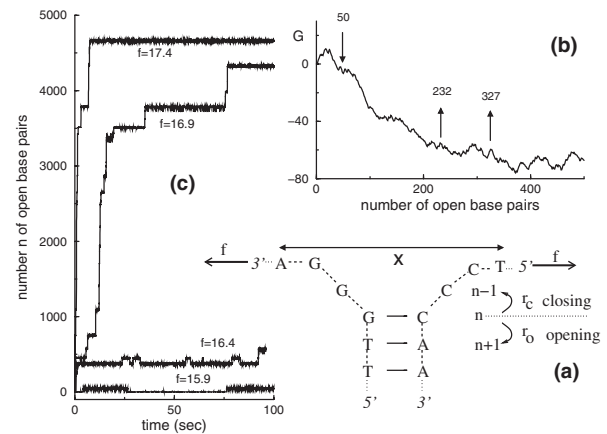 (c)
number n of open base pairs
5000
4000
3000
2000
1000
0
f=17.4
f=16.9
f=16.4
f=15.9
0 50 100
time (sec)
(b)
G
0
−40
−80
50
232
327
0 200 400
number of open base pairs
f
x
f
3' A G C T 5'
G C
G C
T A
T A
5' 3'
n−1
n
n+1
r_c closing
r_o opening
(a)